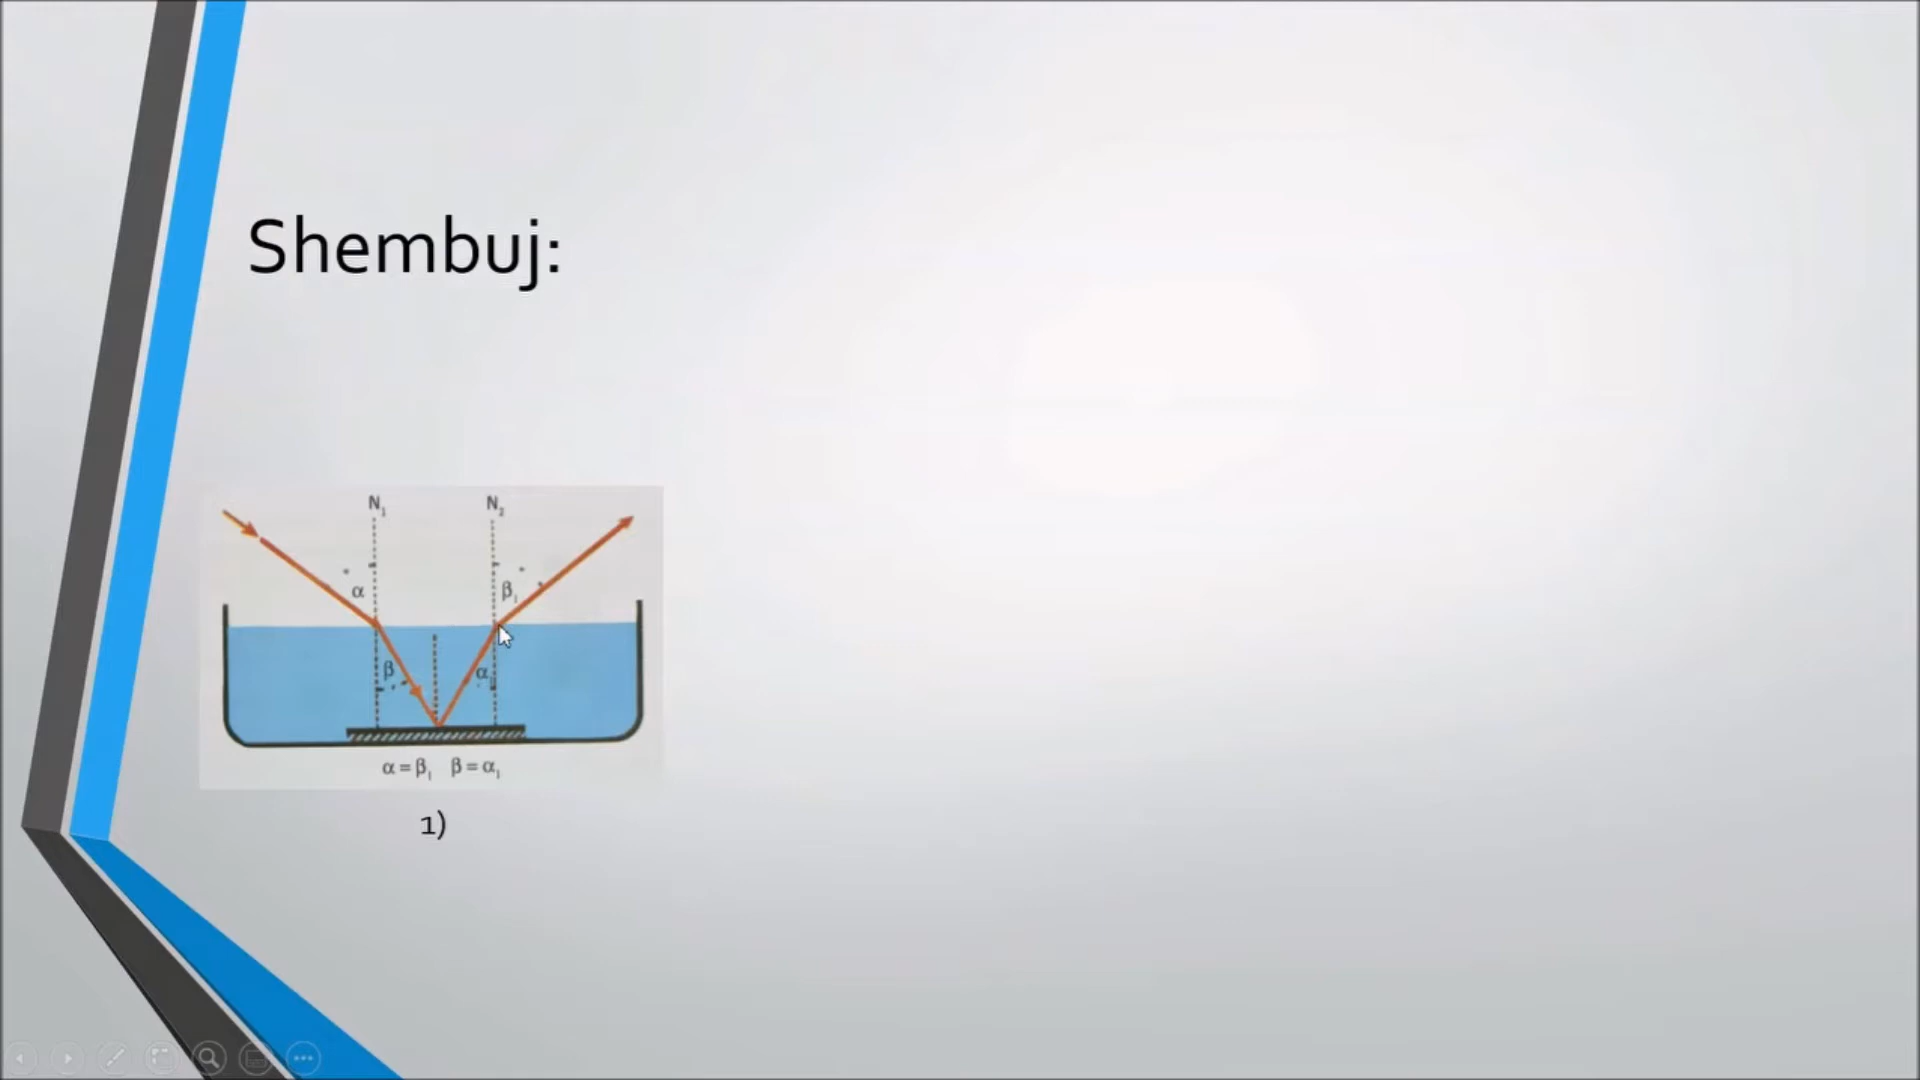 Shembuj:
N₁ N₂
α β₁
β α₁
α = β₁ β = α₁
1)